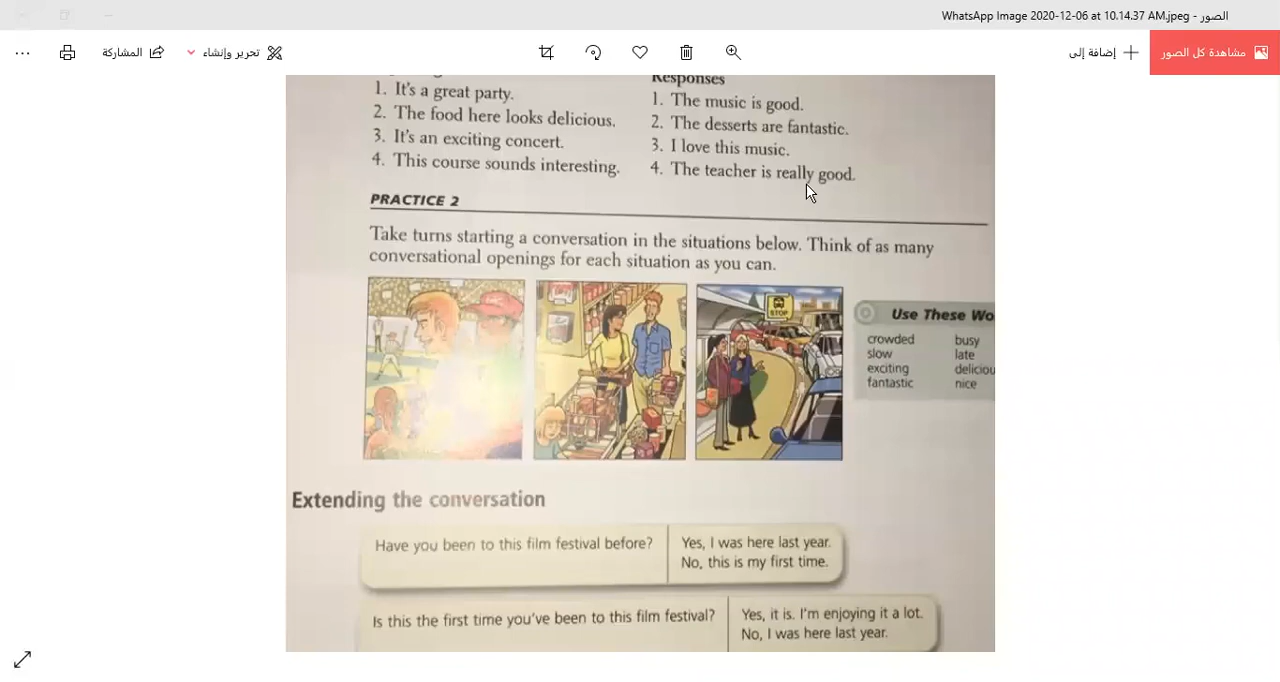 WhatsApp Image 2020-12-06 at 10.14.37 AM.jpeg - الصور
مشاهدة كل الصور
إضافة إلى
تحرير وإنشاء
المشاركة
Responses
1. It's a great party.
2. The food here looks delicious.
3. It's an exciting concert.
4. This course sounds interesting.
1. The music is good.
2. The desserts are fantastic.
3. I love this music.
4. The teacher is really good.
PRACTICE 2
Take turns starting a conversation in the situations below. Think of as many
conversational openings for each situation as you can.
STOP
Use These Wo
crowded busy
slow late
exciting deliciou
fantastic nice
Extending the conversation
Have you been to this film festival before?
Yes, I was here last year.
No, this is my first time.
Is this the first time you've been to this film festival?
Yes, it is. I'm enjoying it a lot.
No, I was here last year.